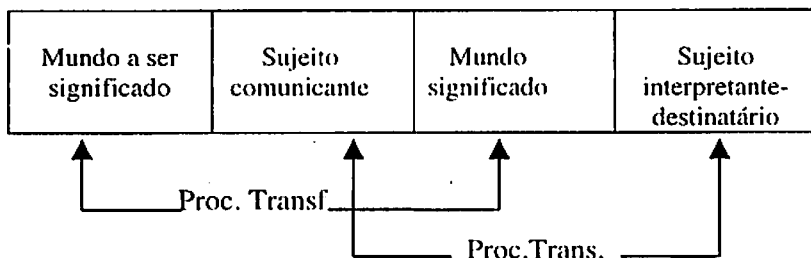 Mundo a ser
significado
Sujeito
comunicante
Mundo
significado
Sujeito
interpretante-
destinatário
Proc. Transf
Proc.Trans.